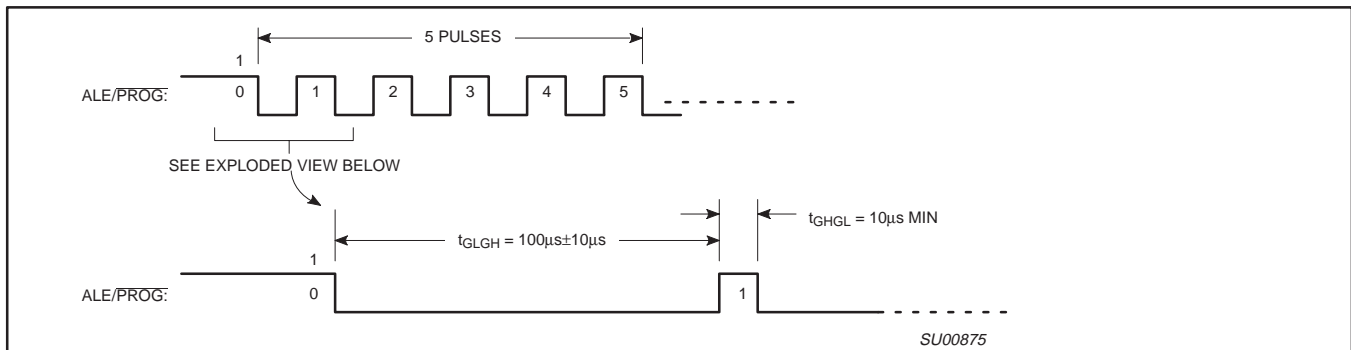 5 PULSES
1
ALE/PROG:
0 1 2 3 4 5
SEE EXPLODED VIEW BELOW
tGHGL = 10µs MIN
tGLGH = 100µs±10µs
1
ALE/PROG:
0 1
SU00875